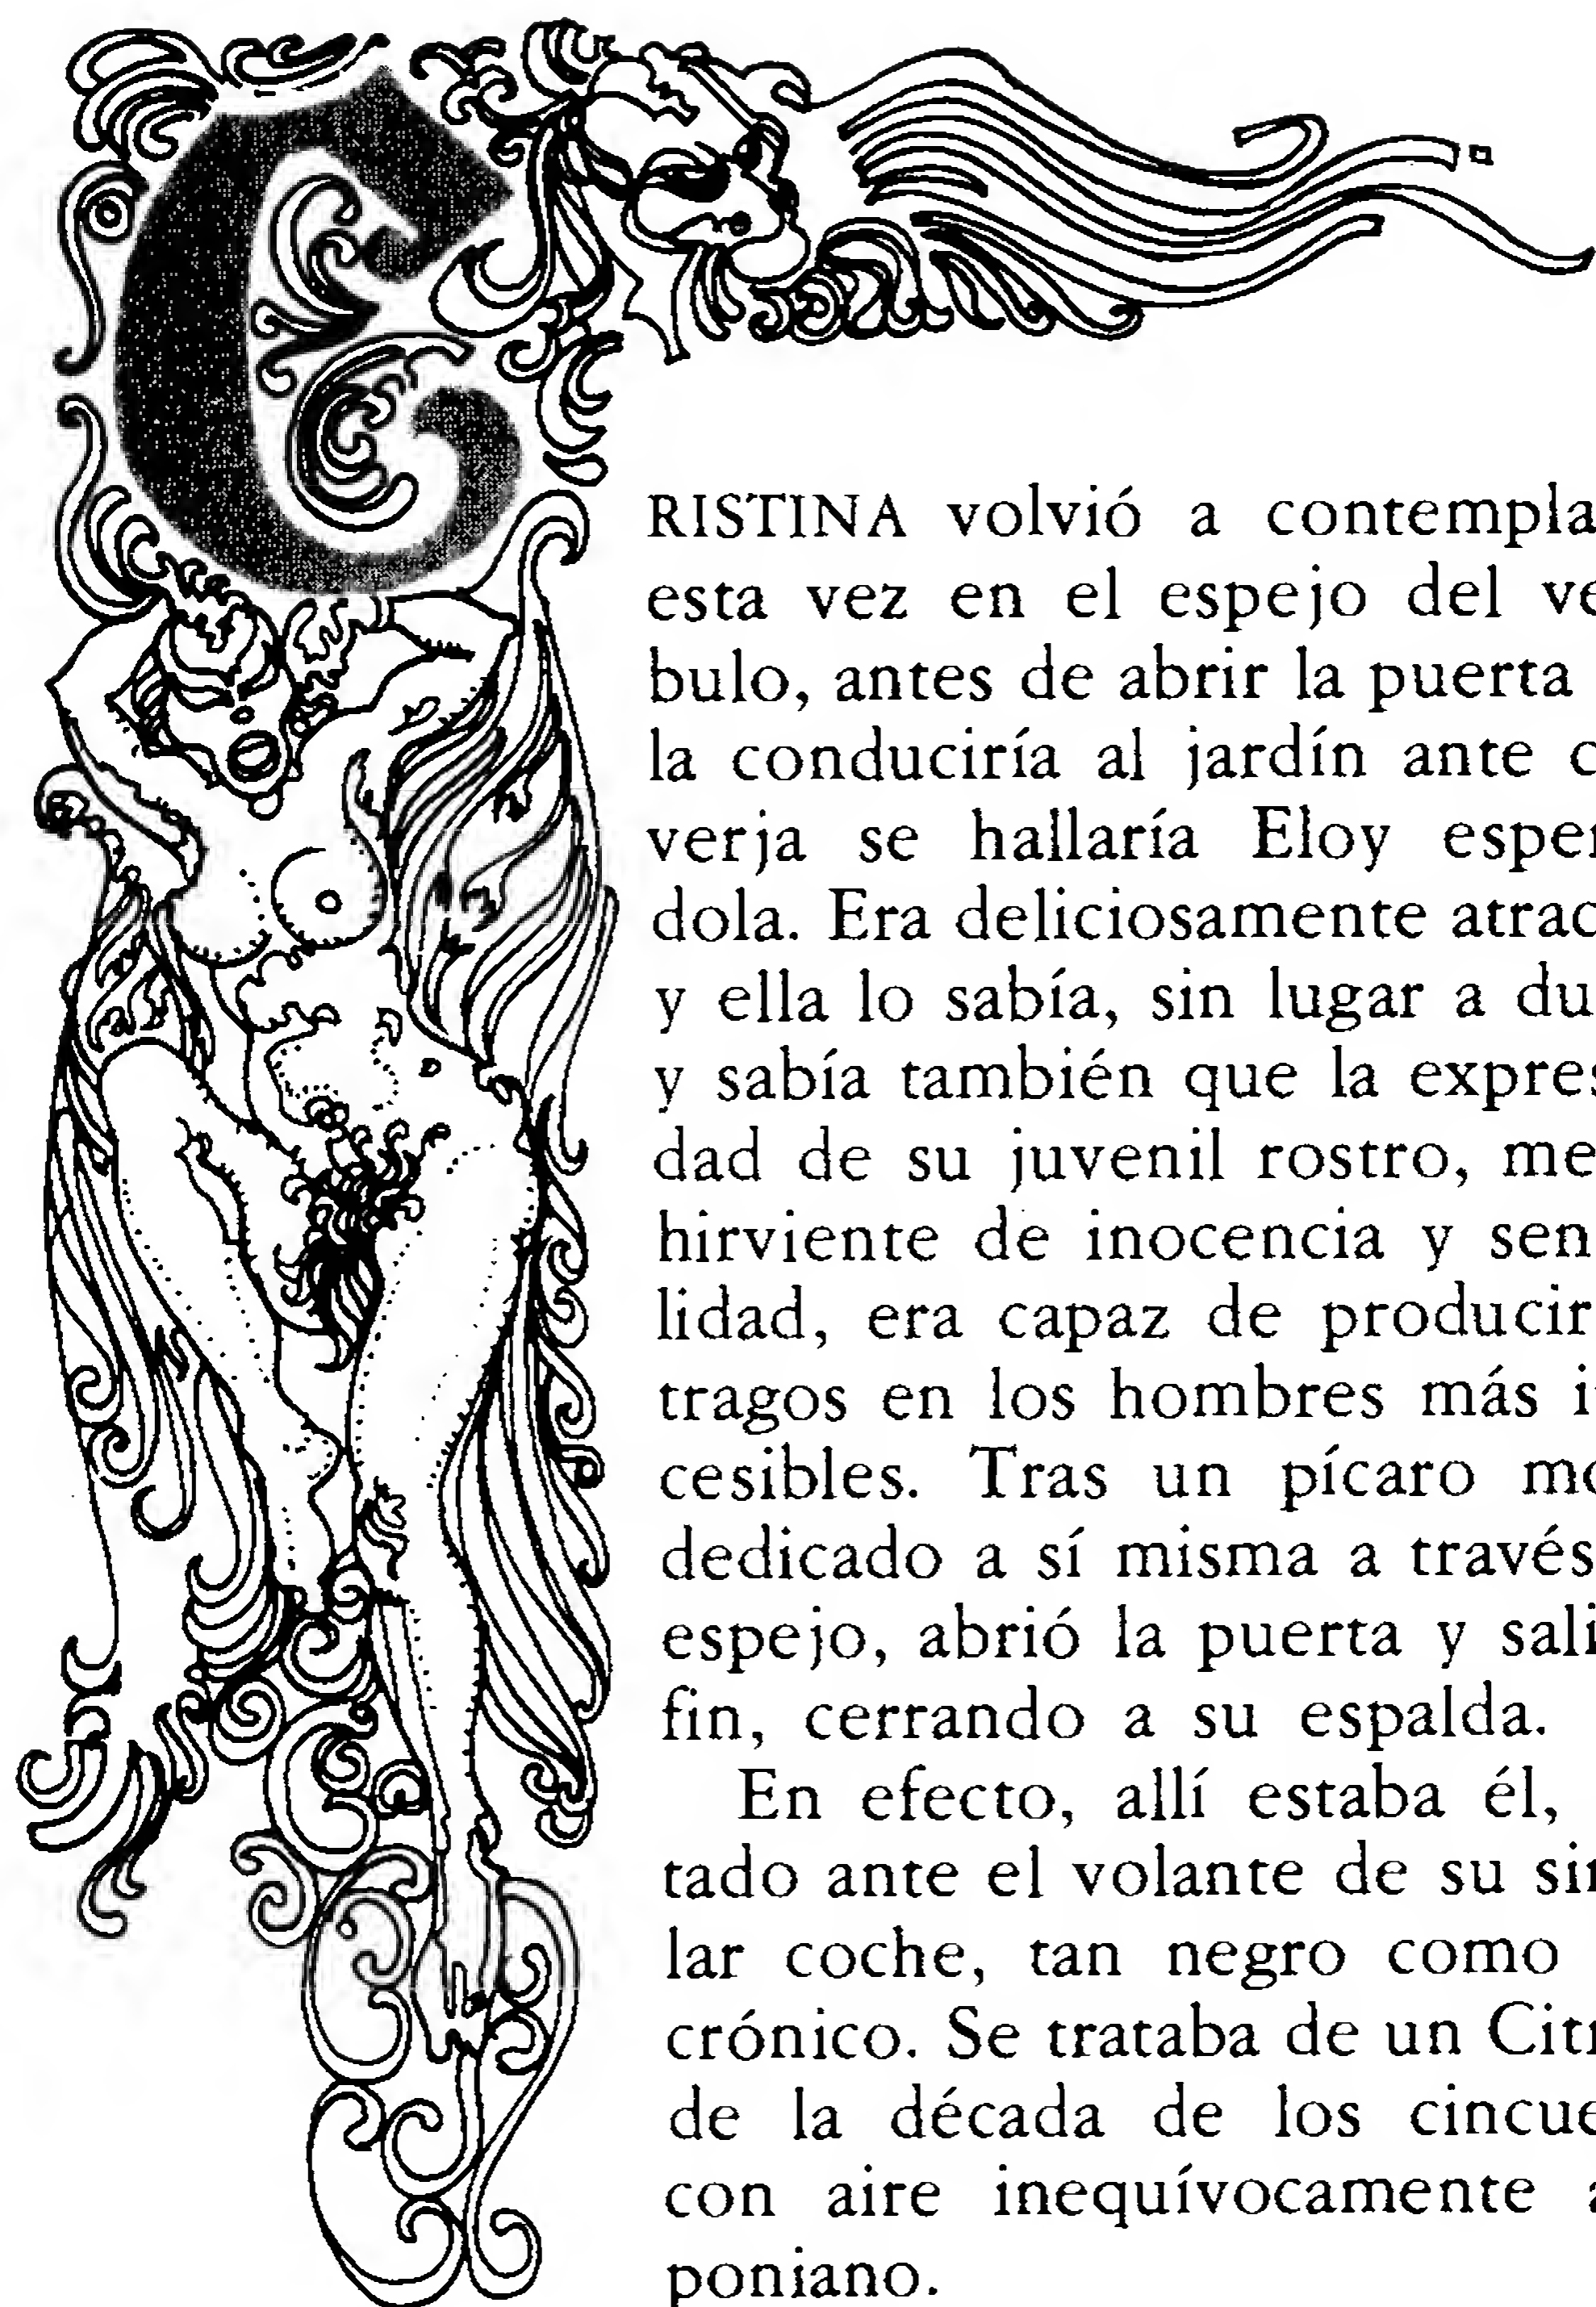 CRISTINA volvió a contempla
esta vez en el espejo del ve
bulo, antes de abrir la puerta
la conduciría al jardín ante c
verja se hallaría Eloy esper
dola. Era deliciosamente atrac
y ella lo sabía, sin lugar a du
y sabía también que la expres
dad de su juvenil rostro, me
hirviente de inocencia y sen
lidad, era capaz de producir
tragos en los hombres más i
cesibles. Tras un pícaro mo
dedicado a sí misma a través
espejo, abrió la puerta y sali
fin, cerrando a su espalda.
En efecto, allí estaba él,
tado ante el volante de su sin
lar coche, tan negro como
crónico. Se trataba de un Citr
de la década de los cincue
con aire inequívocamente a
poniano.